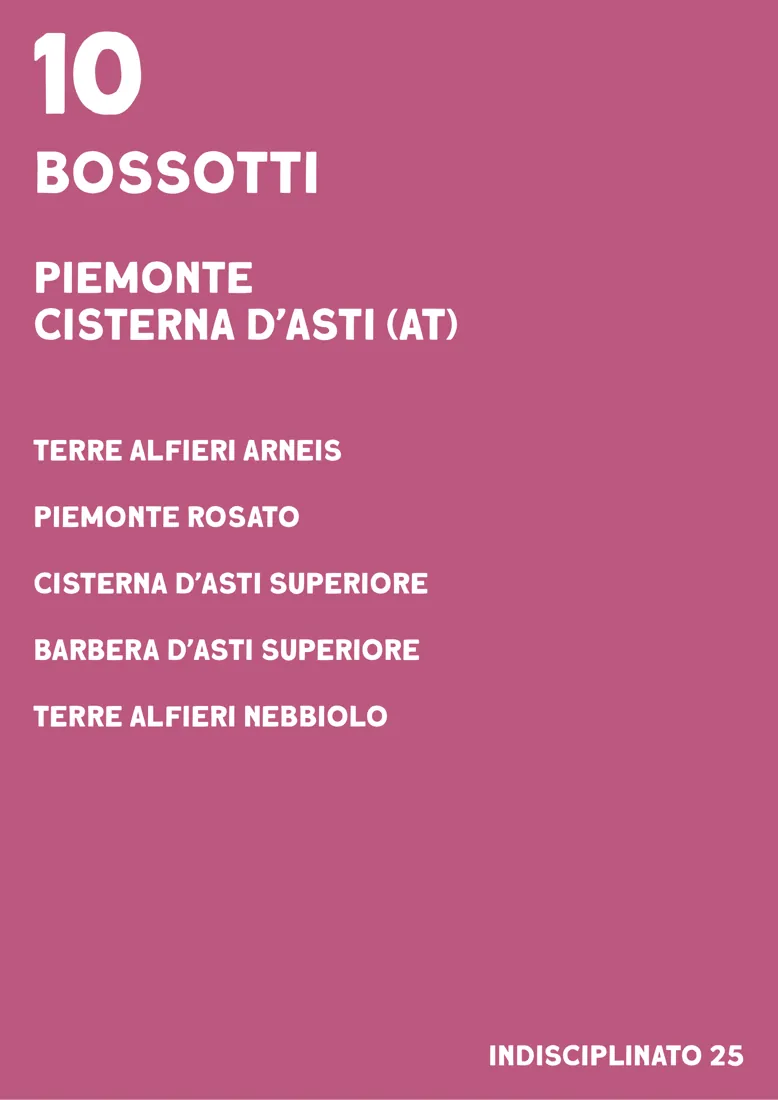 10
BOSSOTTI
PIEMONTE
CISTERNA D'ASTI (AT)
TERRE ALFIERI ARNEIS
PIEMONTE ROSATO
CISTERNA D'ASTI SUPERIORE
BARBERA D'ASTI SUPERIORE
TERRE ALFIERI NEBBIOLO
INDISCIPLINATO 25